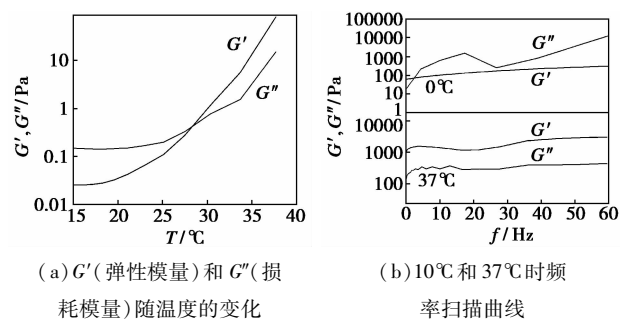 G′, G″/Pa
10
1
0.1
0.01
G′
G″
15 20 25 30 35 40
T/℃
(a)G′(弹性模量)和G″(损
耗模量)随温度的变化
G′, G″/Pa
100000
10000
1000
100
10
1
G″
G′
0℃
10000
1000
100
G′
G″
37℃
0 10 20 30 40 50 60
f/Hz
(b)10℃和37℃时频
率扫描曲线